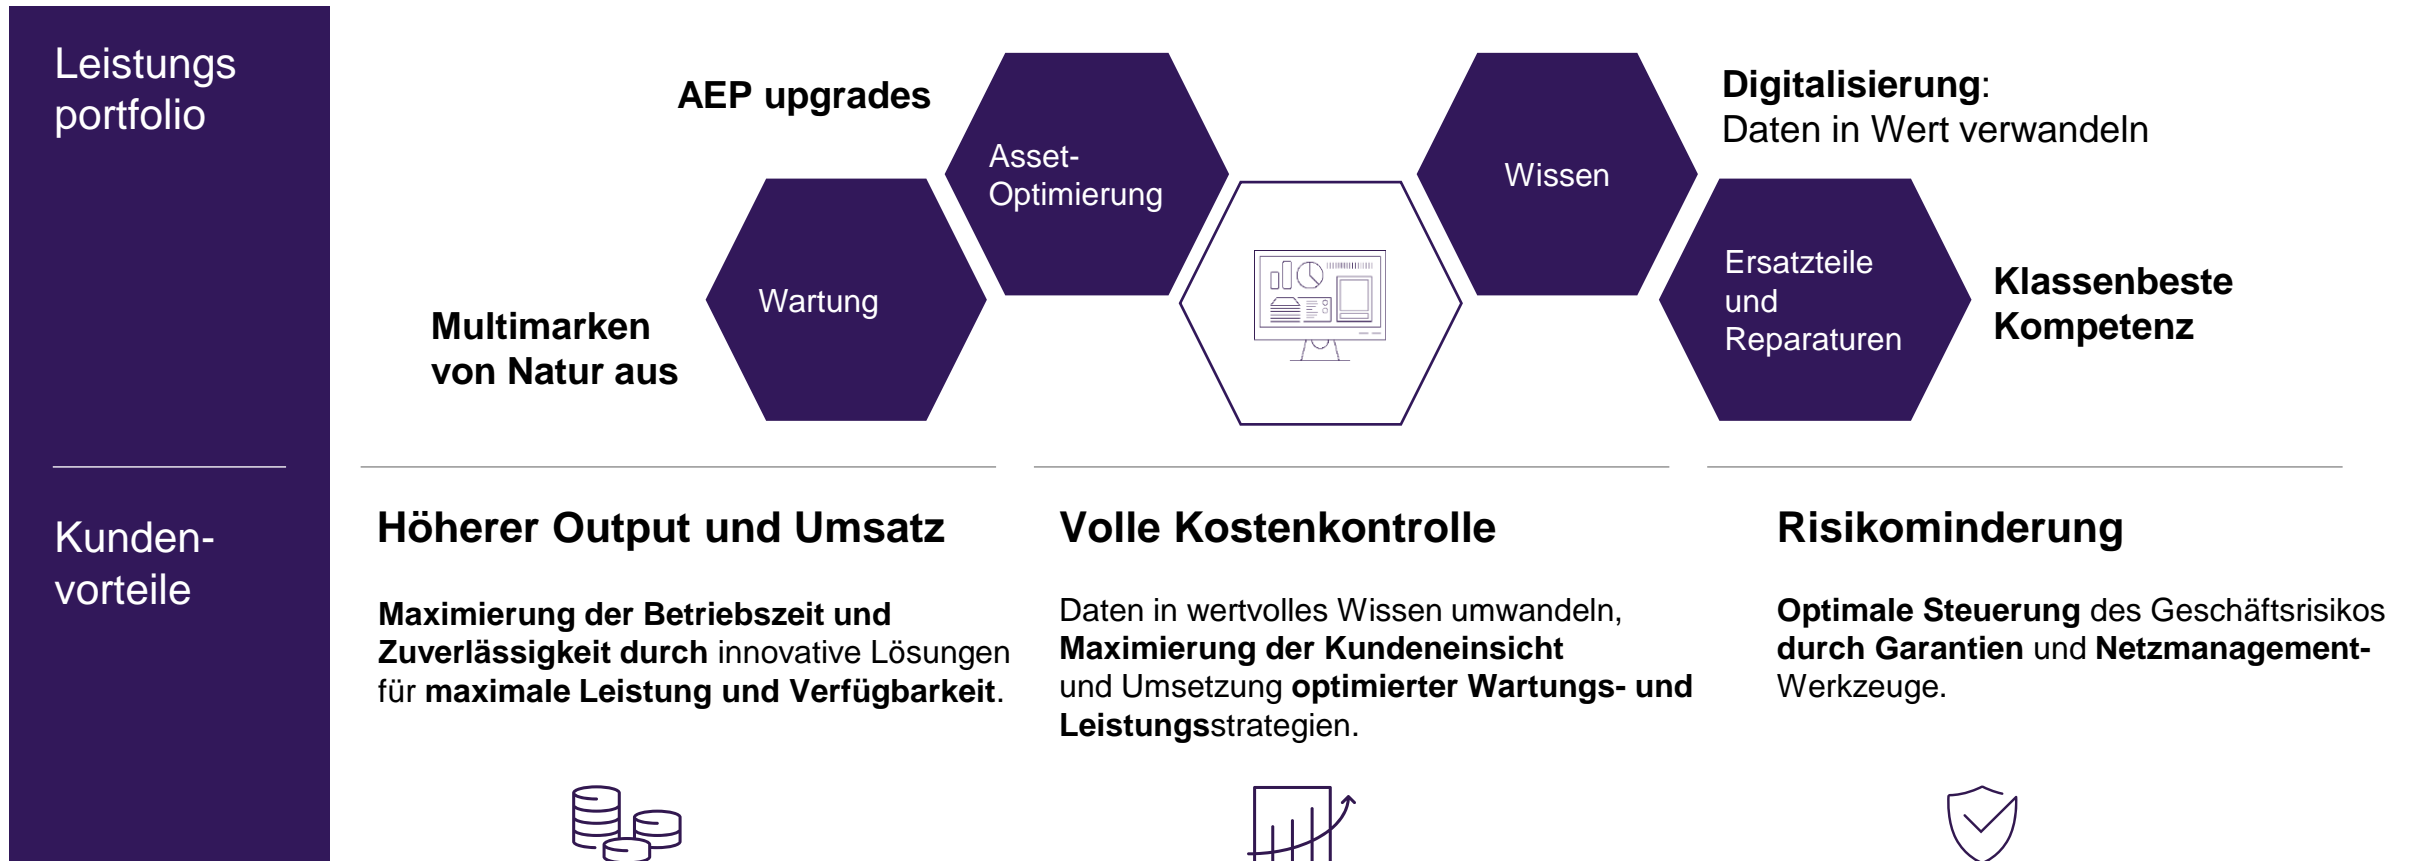 Leistungs
portfolio
AEP upgrades
Asset-
Optimierung
Wissen
Digitalisierung:
Daten in Wert verwandeln
Multimarken
von Natur aus
Wartung
Ersatzteile
und
Reparaturen
Klassenbeste
Kompetenz
Kunden-
vorteile
Höherer Output und Umsatz
Maximierung der Betriebszeit und
Zuverlässigkeit durch innovative Lösungen
für maximale Leistung und Verfügbarkeit.
Volle Kostenkontrolle
Daten in wertvolles Wissen umwandeln,
Maximierung der Kundeneinsicht
und Umsetzung optimierter Wartungs- und
Leistungsstrategien.
Risikominderung
Optimale Steuerung des Geschäftsrisikos
durch Garantien und Netzmanagement-
Werkzeuge.